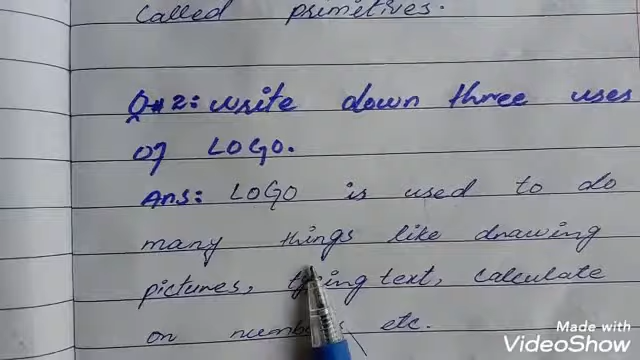 called primitives.
Q#2: write down three uses
of LOGO.
Ans: LOGO is used to do
many things like drawing
pictures, typing text, calculate
on numbers etc.
Made with
VideoShow